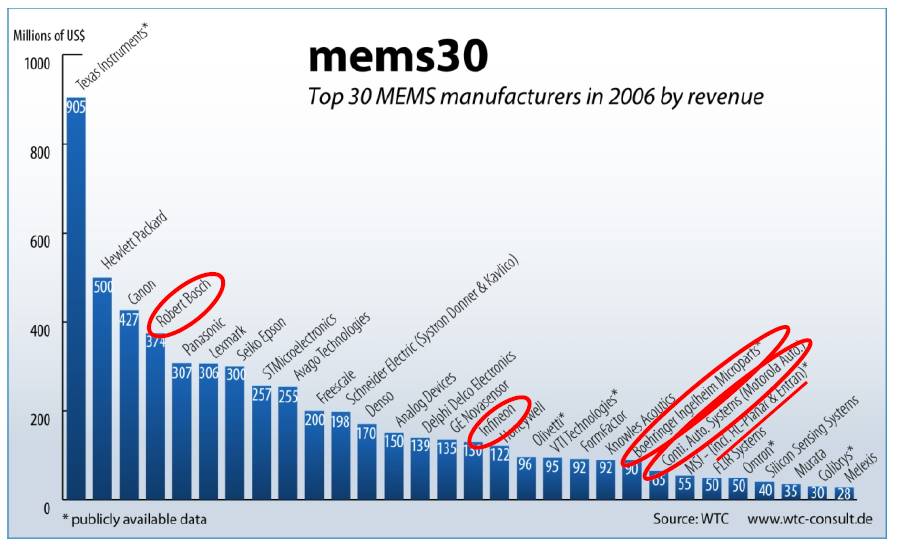 Millions of US$
mems30
Top 30 MEMS manufacturers in 2006 by revenue
1000
800
600
400
200
0
Texas Instruments*
905
Hewlett Packard
500
Canon
427
Robert Bosch
374
Panasonic
307
Lexmark
306
Seiko Epson
300
STMicroelectronics
257
Avago Technologies
255
Freescale
200
Schneider Electric (Systron Donner & Kavlico)
198
Denso
170
Analog Devices
150
Delphi Delco Electronics
139
GE Novasensor
135
Infineon
130
Honeywell
122
Olivetti*
96
VTI Technologies*
95
FormFactor
92
Knowles Acoutics
92
Boehringer Ingelheim Microparts*
90
Conti. Auto. Systems (Motorola Auto.)
65
MSI – (incl. HL-Planar & Entran)*
55
FLIR Systems
50
Omron*
50
Silicon Sensing Systems
40
Murata
35
Colibrys*
30
Melexis
28
* publicly available data
Source: WTC www.wtc-consult.de